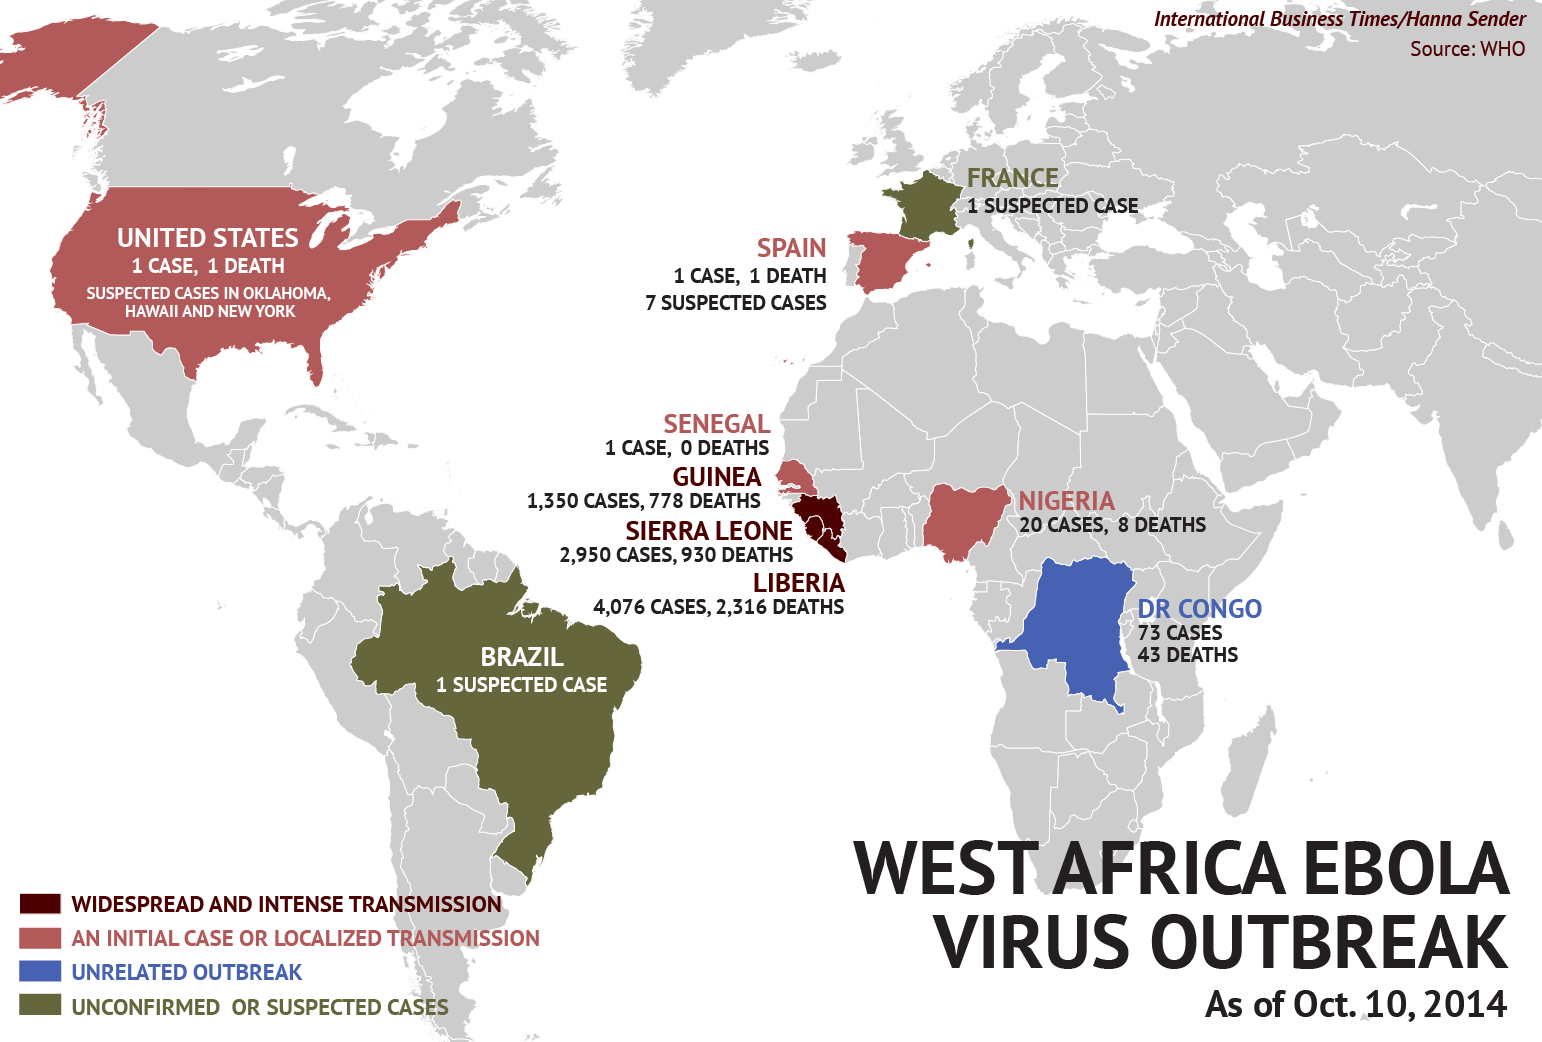 International Business Times/Hanna Sender
Source: WHO
FRANCE
1 SUSPECTED CASE
UNITED STATES
1 CASE, 1 DEATH
SUSPECTED CASES IN OKLAHOMA,
HAWAII AND NEW YORK
SPAIN
1 CASE, 1 DEATH
7 SUSPECTED CASES
SENEGAL
1 CASE, 0 DEATHS
GUINEA
1,350 CASES, 778 DEATHS
SIERRA LEONE
2,950 CASES, 930 DEATHS
LIBERIA
4,076 CASES, 2,316 DEATHS
NIGERIA
20 CASES, 8 DEATHS
DR CONGO
73 CASES
43 DEATHS
BRAZIL
1 SUSPECTED CASE
WEST AFRICA EBOLA
VIRUS OUTBREAK
As of Oct. 10, 2014
WIDESPREAD AND INTENSE TRANSMISSION
AN INITIAL CASE OR LOCALIZED TRANSMISSION
UNRELATED OUTBREAK
UNCONFIRMED OR SUSPECTED CASES